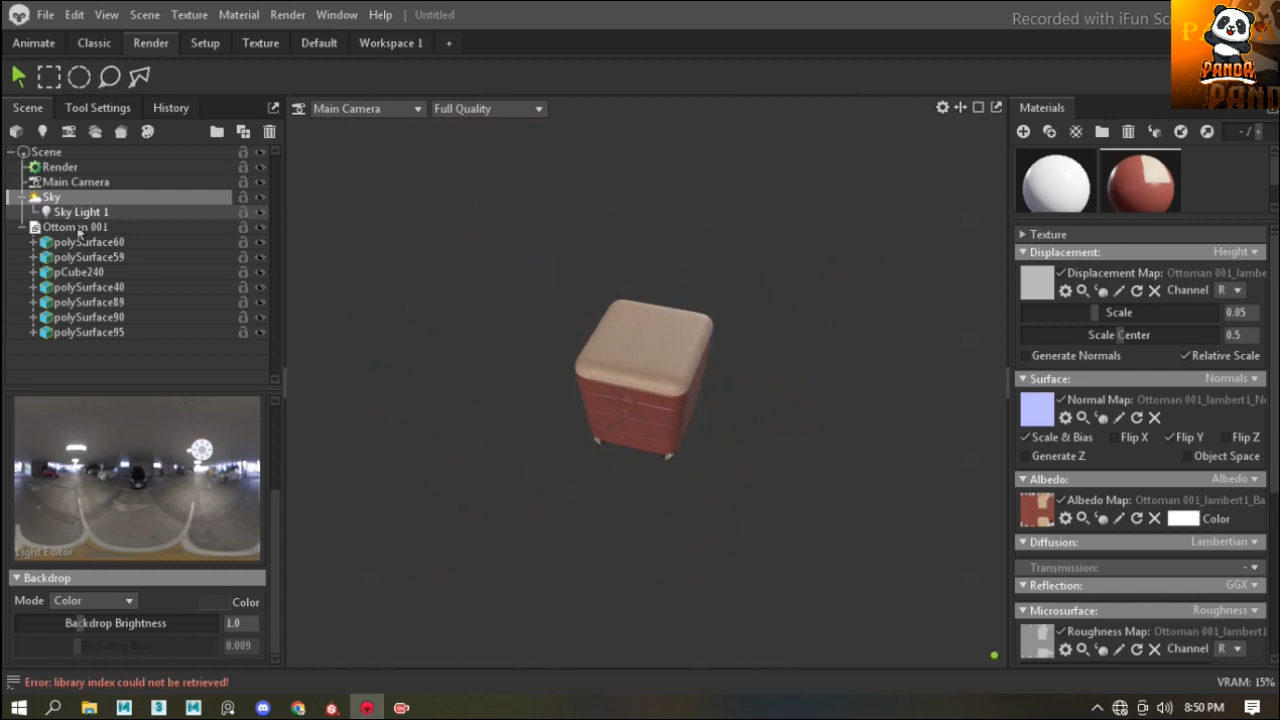 File Edit View Scene Texture Material Render Window Help Untitled
Recorded with iFun Sc
Animate Classic Render Setup Texture Default Workspace 1 +
PANDA
Scene Tool Settings History
Main Camera Full Quality
Materials
- / +
Scene
Render
Main Camera
Sky
Sky Light 1
Ottoman 001
polySurface60
polySurface59
pCube240
polySurface40
polySurface89
polySurface90
polySurface95
Light Editor
Backdrop
Mode Color Color
Backdrop Brightness 1.0
Backdrop Blur 0.009
Texture
Displacement: Height
Displacement Map: Ottoman 001_lambe
Channel R
Scale 0.05
Scale Center 0.5
Generate Normals Relative Scale
Surface: Normals
Normal Map: Ottoman 001_lambert1_No
Scale & Bias Flip X Flip Y Flip Z
Generate Z Object Space
Albedo: Albedo
Albedo Map: Ottoman 001_lambert1_Ba
Color
Diffusion: Lambertian
Transmission: -
Reflection: GGX
Microsurface: Roughness
Roughness Map: Ottoman 001_lambert1
Channel R
Error: library index could not be retrieved!
VRAM: 15%
8:50 PM